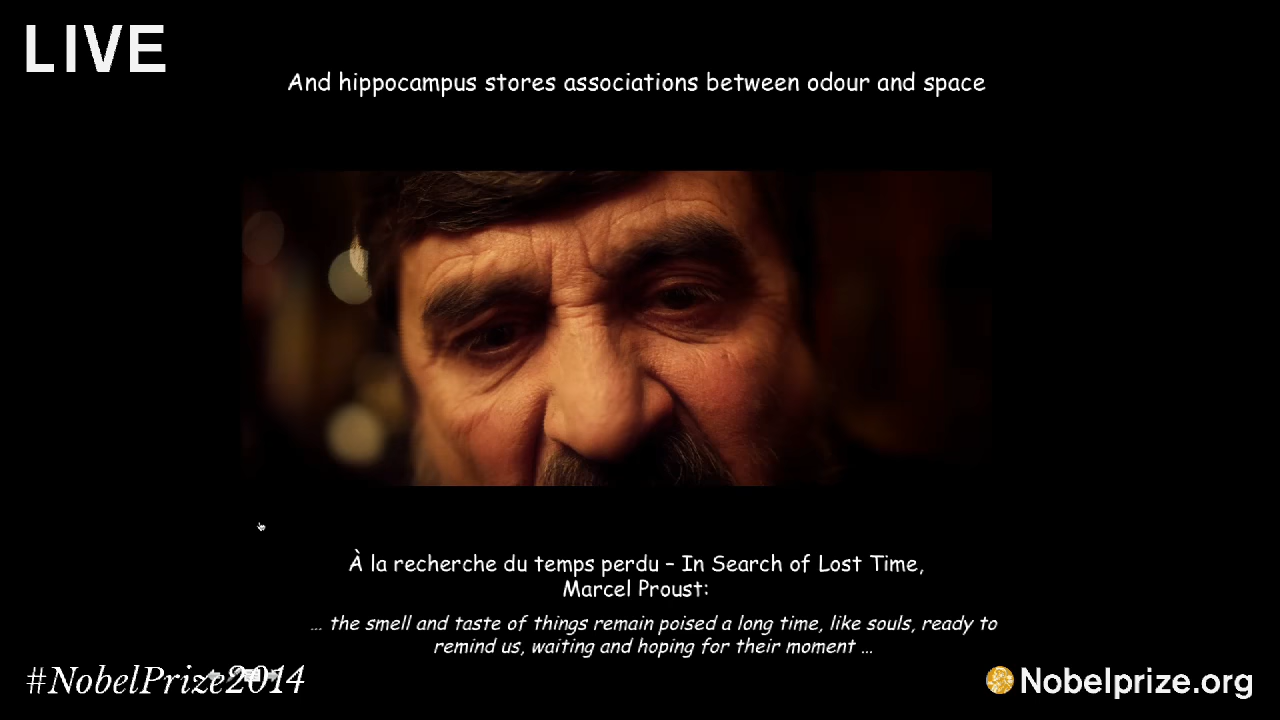 LIVE
And hippocampus stores associations between odour and space
À la recherche du temps perdu – In Search of Lost Time,
Marcel Proust:
… the smell and taste of things remain poised a long time, like souls, ready to
remind us, waiting and hoping for their moment …
#NobelPrize2014
Nobelprize.org